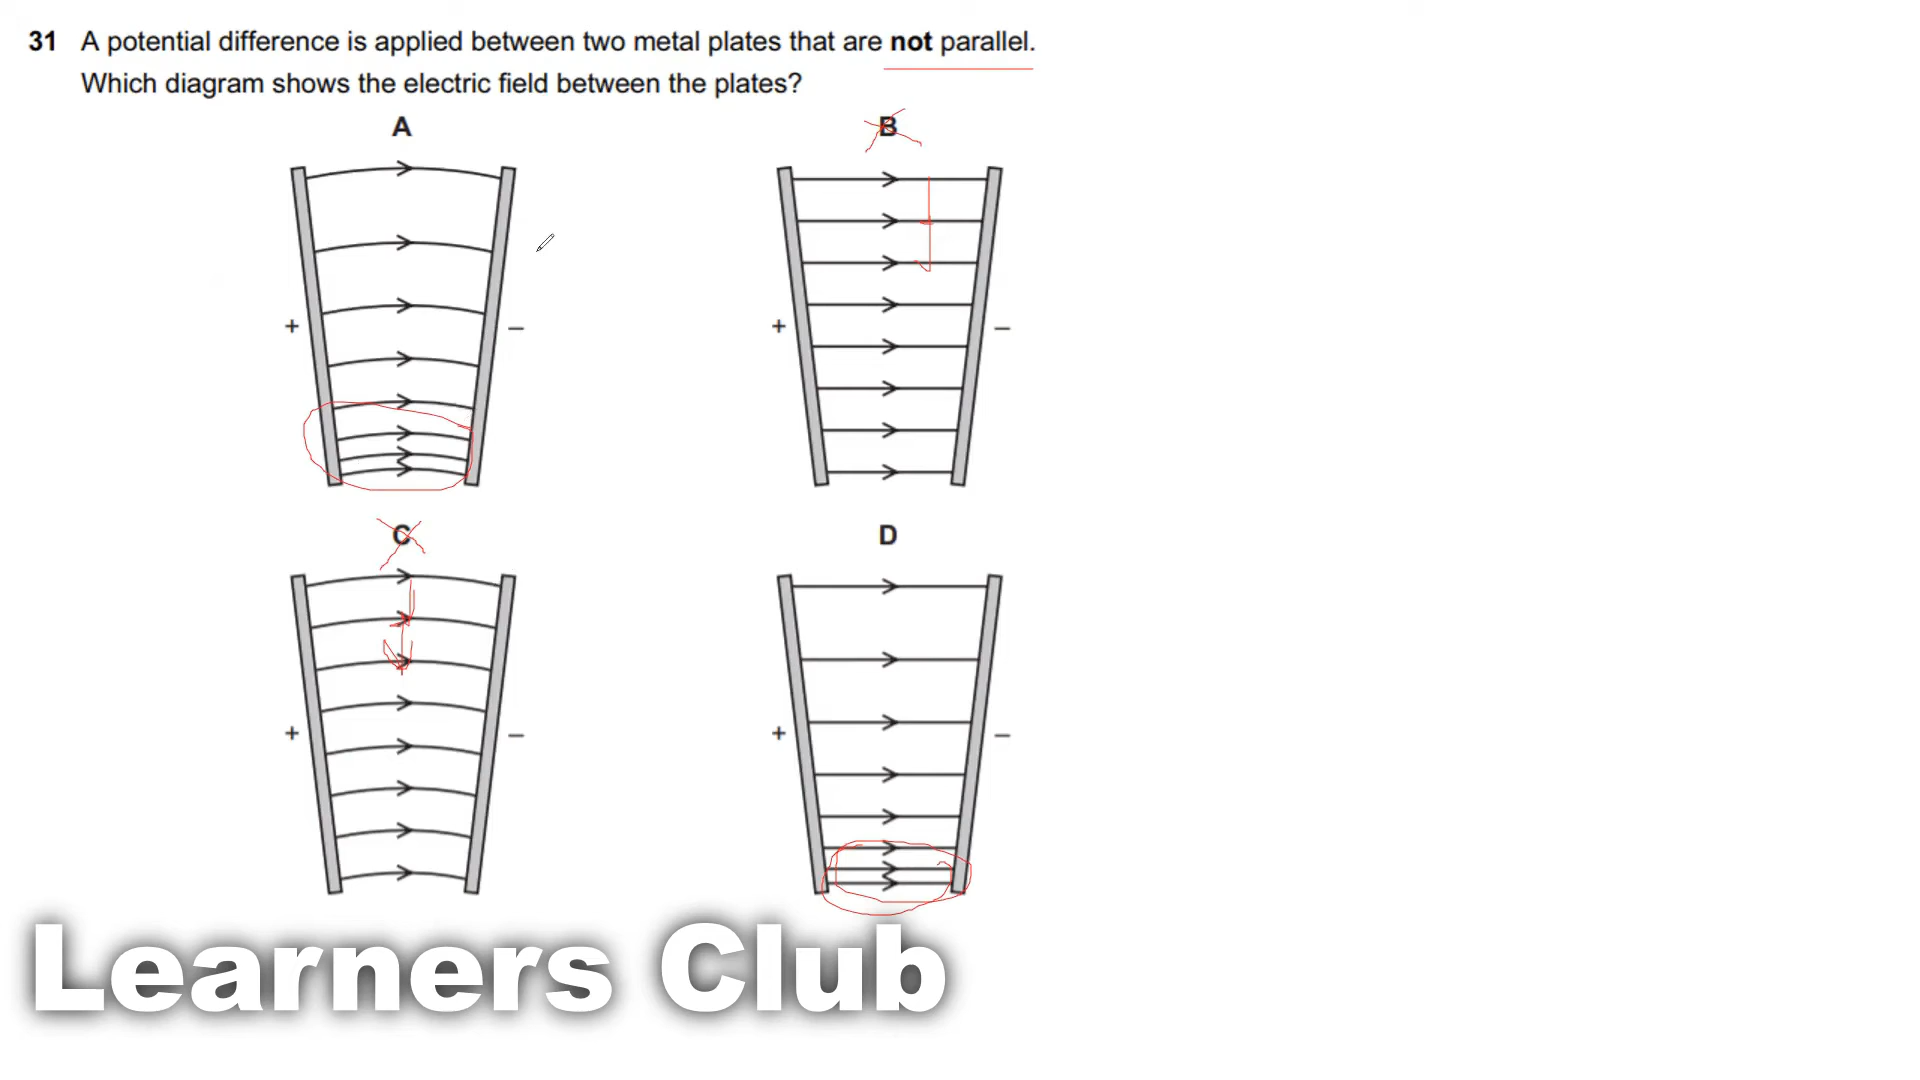 31 A potential difference is applied between two metal plates that are not parallel.
Which diagram shows the electric field between the plates?
A
B
+
–
+
–
C
D
+
–
+
–
Learners Club